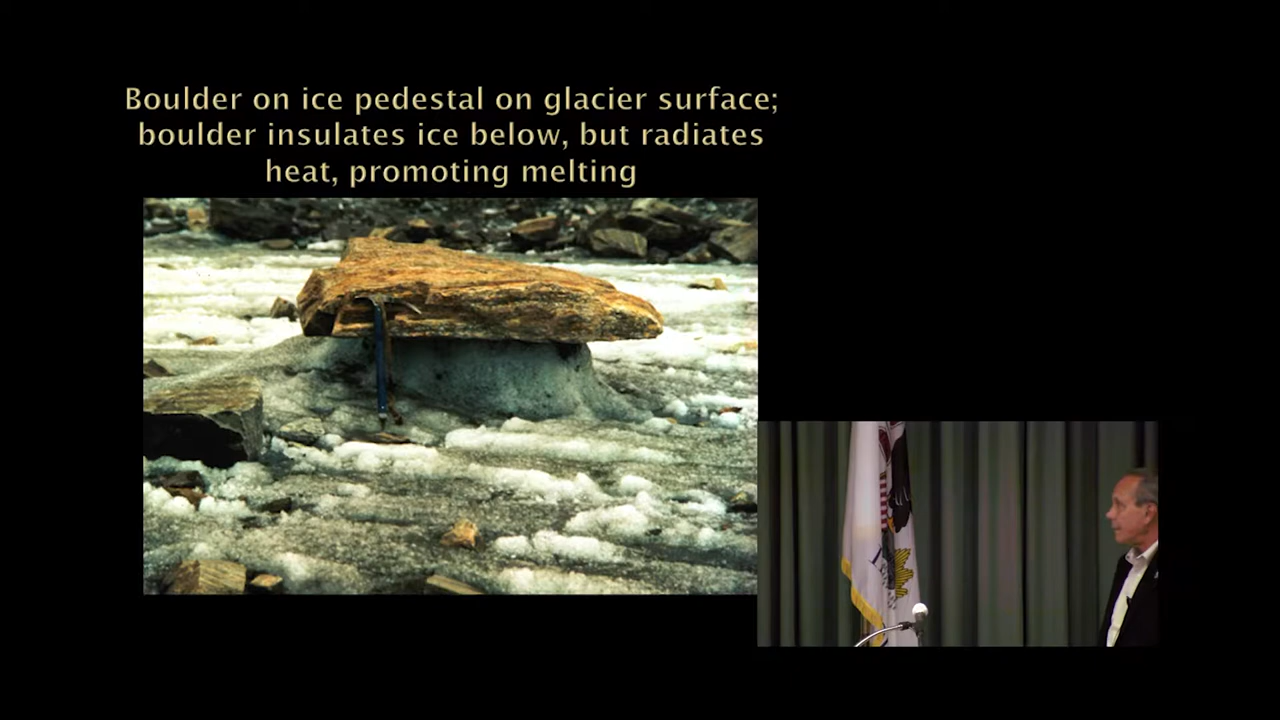 Boulder on ice pedestal on glacier surface;
boulder insulates ice below, but radiates
heat, promoting melting